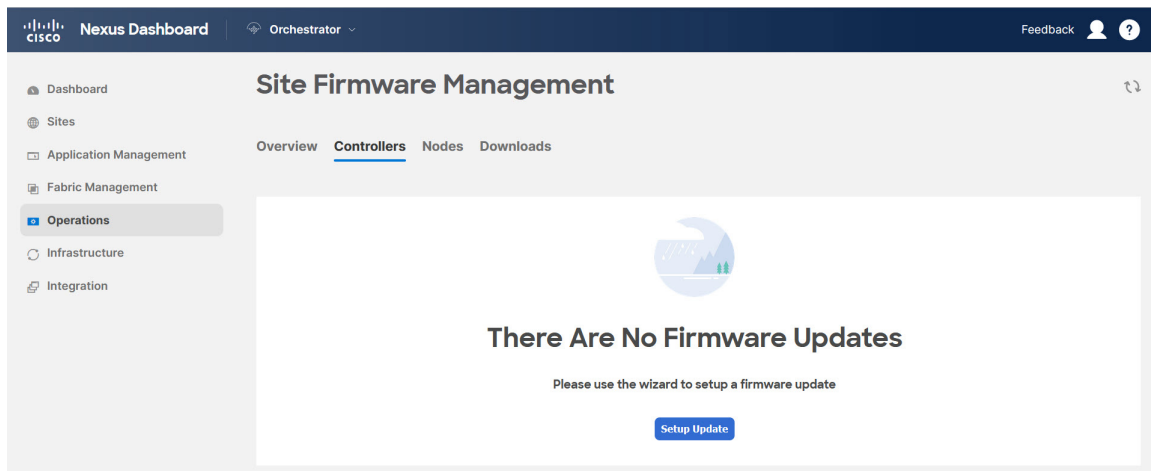 CISCO Nexus Dashboard Orchestrator Feedback ?
Dashboard
Sites
Application Management
Fabric Management
Operations
Infrastructure
Integration
Site Firmware Management
Overview Controllers Nodes Downloads
There Are No Firmware Updates
Please use the wizard to setup a firmware update
Setup Update